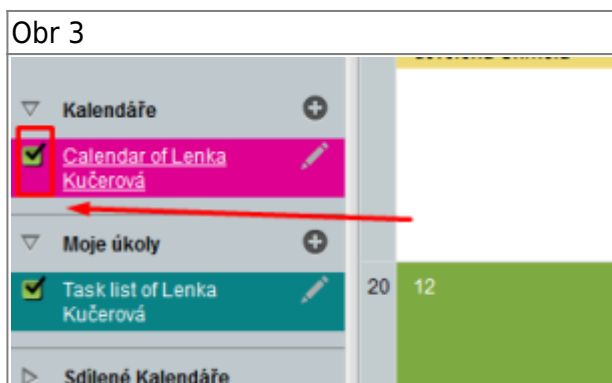 Obr 3
Kalendáře
Calendar of Lenka
Kučerová
Moje úkoly
Task list of Lenka
Kučerová
20 12
Sdílené Kalendáře